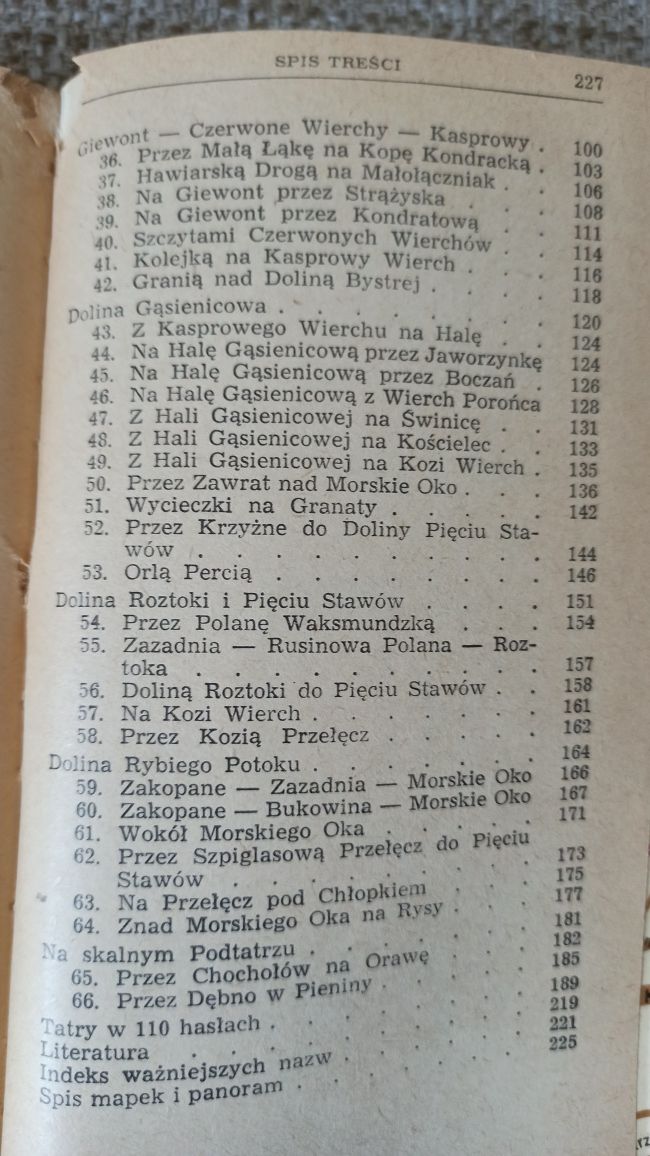 SPIS TREŚCI
227
Giewont — Czerwone Wierchy — Kasprowy . 100
36. Przez Małą Łąkę na Kopę Kondracką . 103
37. Hawiarską Drogą na Małołączniak . . 106
38. Na Giewont przez Strążyska . . . 108
39. Na Giewont przez Kondratową . . 111
40. Szczytami Czerwonych Wierchów . . 114
41. Kolejką na Kasprowy Wierch . . . 116
42. Granią nad Doliną Bystrej . . . . 118
Dolina Gąsienicowa . . . . . . . 120
43. Z Kasprowego Wierchu na Halę . . 124
44. Na Halę Gąsienicową przez Jaworzynkę 124
45. Na Halę Gąsienicową przez Boczań . 126
46. Na Halę Gąsienicową z Wierch Porońca 128
47. Z Hali Gąsienicowej na Świnicę . . 131
48. Z Hali Gąsienicowej na Kościelec . . 133
49. Z Hali Gąsienicowej na Kozi Wierch . 135
50. Przez Zawrat nad Morskie Oko . . . 136
51. Wycieczki na Granaty . . . . . 142
52. Przez Krzyżne do Doliny Pięciu Sta-
wów . . . . . . . . . 144
53. Orlą Percią . . . . . . . 146
Dolina Roztoki i Pięciu Stawów . . . . 151
54. Przez Polanę Waksmundzką . . . 154
55. Zazadnia — Rusinowa Polana — Roz-
toka . . . . . . . . . 157
56. Doliną Roztoki do Pięciu Stawów . . 158
57. Na Kozi Wierch . . . . . . 161
58. Przez Kozią Przełęcz . . . . . 162
Dolina Rybiego Potoku . . . . . . 164
59. Zakopane — Zazadnia — Morskie Oko 166
60. Zakopane — Bukowina — Morskie Oko 167
61. Wokół Morskiego Oka . . . . . 171
62. Przez Szpiglasową Przełęcz do Pięciu
Stawów . . . . . . . . 173
63. Na Przełęcz pod Chłopkiem . . . 175
64. Znad Morskiego Oka na Rysy . . . 177
Na skalnym Podtatrzu . . . . . . 181
65. Przez Chochołów na Orawę . . . 182
66. Przez Dębno w Pieniny . . . . 185
Tatry w 110 hasłach . . . . . . . 189
Literatura . . . . . . . . . 219
Indeks ważniejszych nazw . . . . . 221
Spis mapek i panoram . . . . . . 225